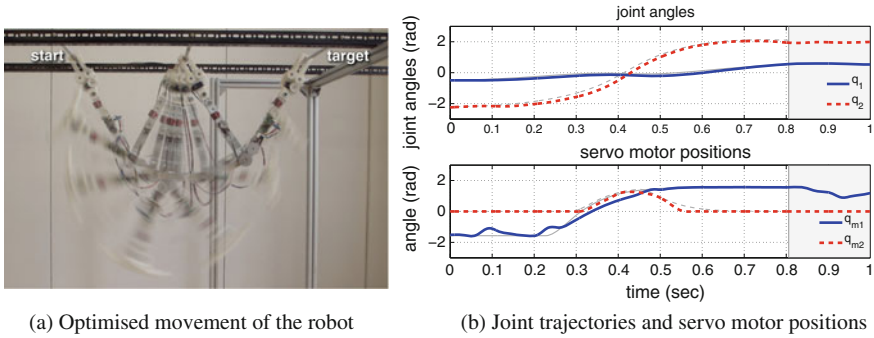 start
target
(a) Optimised movement of the robot
joint angles
joint angles (rad)
2
0
−2
q1
q2
0 0.1 0.2 0.3 0.4 0.5 0.6 0.7 0.8 0.9 1
servo motor positions
angle (rad)
2
0
−2
qm1
qm2
0 0.1 0.2 0.3 0.4 0.5 0.6 0.7 0.8 0.9 1
time (sec)
(b) Joint trajectories and servo motor positions